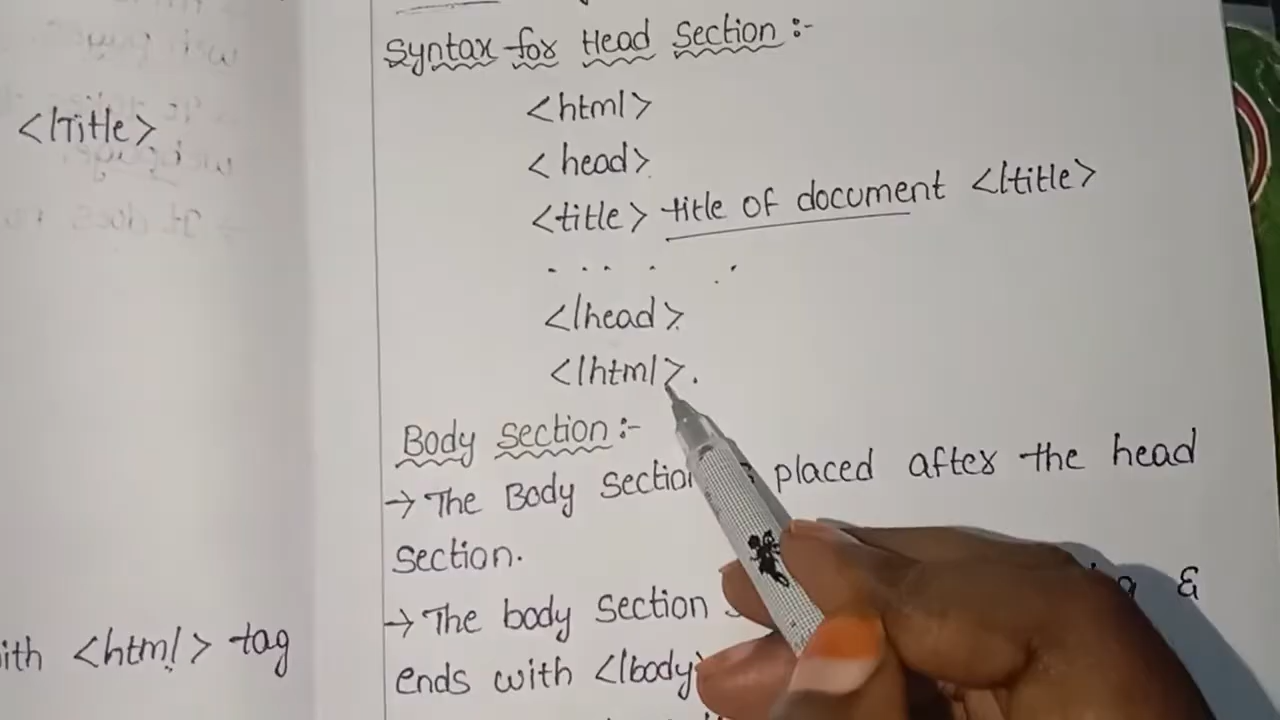 </Title>
ith <html> tag
Syntax for Head Section :-
<html>
<head>
<title> title of document </title>
. . . . . .
</head>
</html>.
Body section :-
→ The Body Section placed after the head
section.
→ The body Section &
ends with </body>